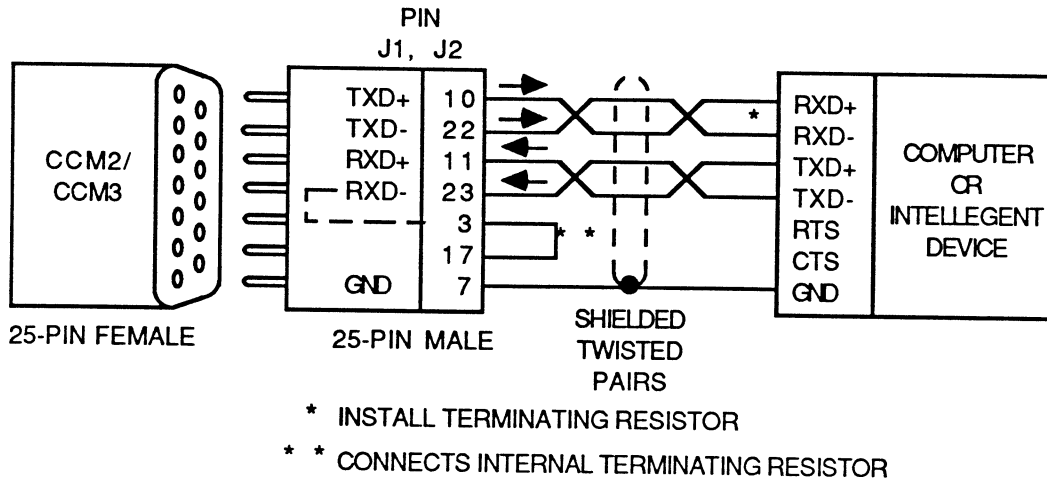 PIN
J1, J2
CCM2/
CCM3
TXD+ 10
TXD- 22
RXD+ 11
RXD- 23
3
17
GND 7
*
* *
RXD+
RXD-
TXD+
TXD-
RTS
CTS
GND
COMPUTER
OR
INTELLEGENT
DEVICE
25-PIN FEMALE
25-PIN MALE
SHIELDED
TWISTED
PAIRS
* INSTALL TERMINATING RESISTOR
* * CONNECTS INTERNAL TERMINATING RESISTOR